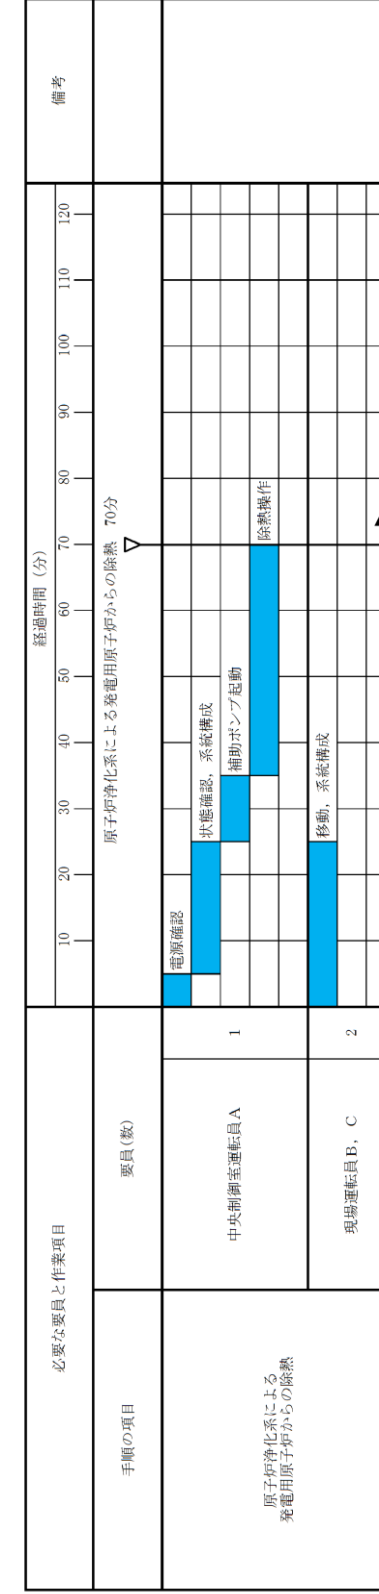 必要な要員と作業項目
経過時間（分）
備考
10 20 30 40 50 60 70 80 90 100 110 120
手順の項目
要員(数)
原子炉浄化系による発電用原子炉からの除熱 70分
原子炉浄化系による
発電用原子炉からの除熱
中央制御室運転員A
1
電源確認
状態確認，系統構成
補助ポンプ起動
除熱操作
現場運転員B，C
2
移動，系統構成